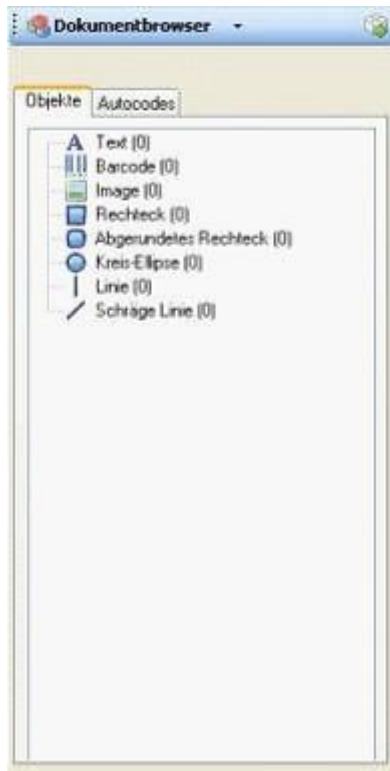 Dokumentbrowser
Objekte Autocodes
Text (0)
Barcode (0)
Image (0)
Rechteck (0)
Abgerundetes Rechteck (0)
Kreis-Ellipse (0)
Linie (0)
Schräge Linie (0)